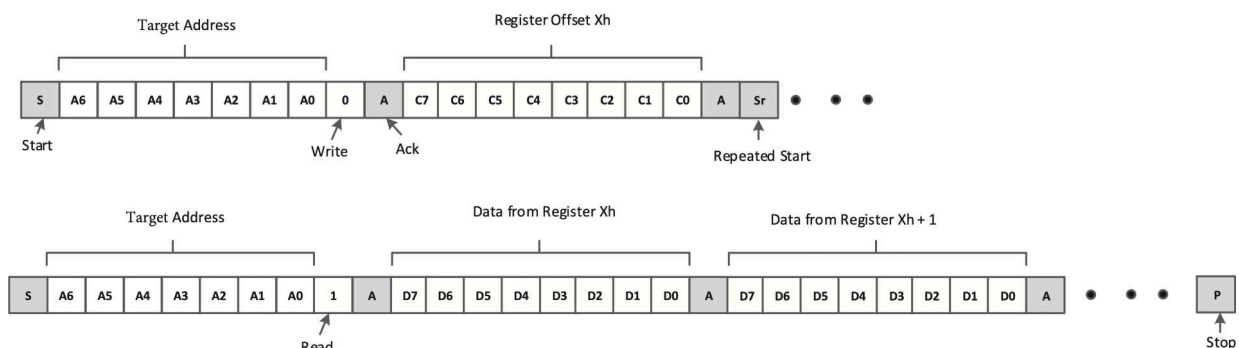 Target Address
Register Offset Xh
S A6 A5 A4 A3 A2 A1 A0 0 A C7 C6 C5 C4 C3 C2 C1 C0 A Sr
Start
Write
Ack
Repeated Start
Target Address
Data from Register Xh
Data from Register Xh + 1
S A6 A5 A4 A3 A2 A1 A0 1 A D7 D6 D5 D4 D3 D2 D1 D0 A D7 D6 D5 D4 D3 D2 D1 D0 A P
Read
Stop